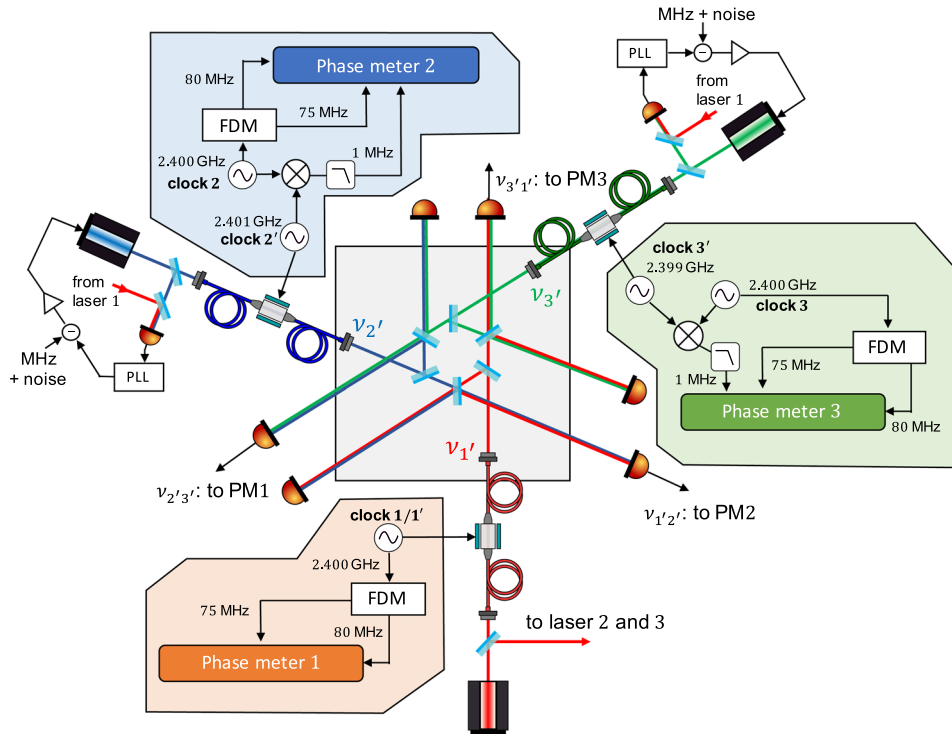 MHz + noise
PLL
−
from
laser 1
80 MHz
Phase meter 2
75 MHz
FDM
1 MHz
2.400 GHz
clock 2
2.401 GHz
clock 2′
ν3′1′: to PM3
clock 3′
2.399 GHz
2.400 GHz
clock 3
FDM
75 MHz
1 MHz
80 MHz
Phase meter 3
from
laser 1
−
MHz
+ noise
PLL
ν2′
ν3′
ν1′
ν2′3′: to PM1
ν1′2′: to PM2
clock 1/1′
2.400 GHz
FDM
75 MHz
80 MHz
Phase meter 1
to laser 2 and 3